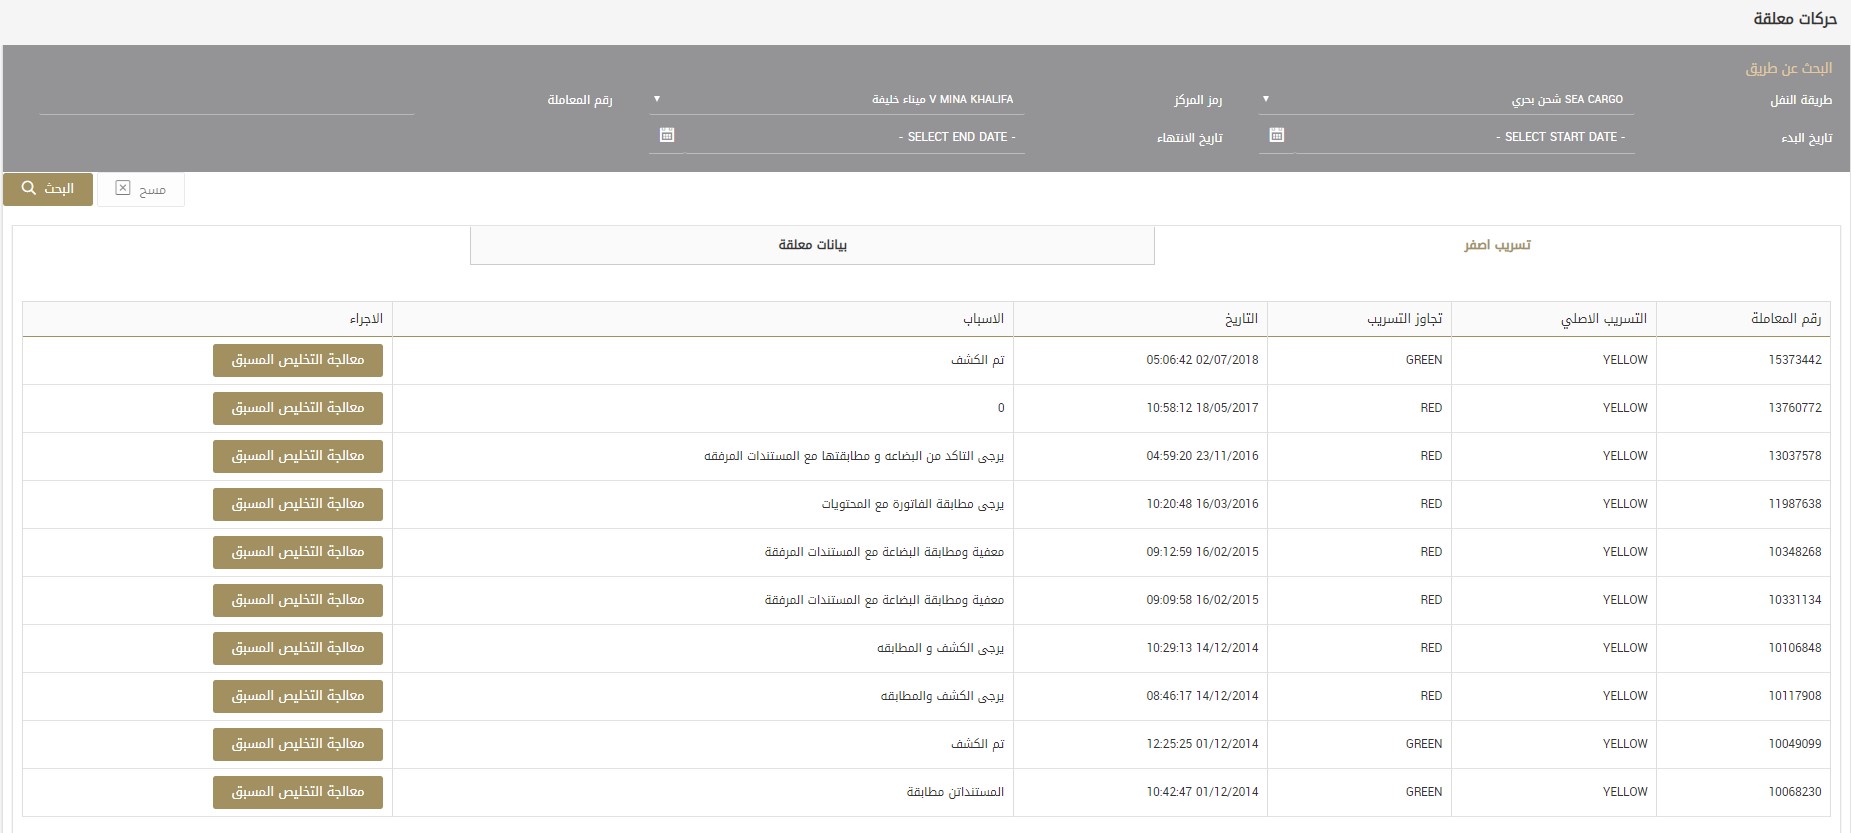 حركات معلقة
البحث عن طريق
طريقة النفل SEA CARGO شحن بحري رمز المركز V MINA KHALIFA ميناء خليفة رقم المعاملة
تاريخ البدء - SELECT START DATE - تاريخ الانتهاء - SELECT END DATE -
مسح البحث
تسريب اصفر بيانات معلقة
رقم المعاملة التسريب الاصلي تجاوز التسريب التاريخ الاسباب الاجراء
15373442 YELLOW GREEN 05:06:42 02/07/2018 تم الكشف معالجة التخليص المسبق
13760772 YELLOW RED 10:58:12 18/05/2017 0 معالجة التخليص المسبق
13037578 YELLOW RED 04:59:20 23/11/2016 يرجى التاكد من البضاعه و مطابقتها مع المستندات المرفقه معالجة التخليص المسبق
11987638 YELLOW RED 10:20:48 16/03/2016 يرجى مطابقة الفاتورة مع المحتويات معالجة التخليص المسبق
10348268 YELLOW RED 09:12:59 16/02/2015 معفية ومطابقة البضاعة مع المستندات المرفقة معالجة التخليص المسبق
10331134 YELLOW RED 09:09:58 16/02/2015 معفية ومطابقة البضاعة مع المستندات المرفقة معالجة التخليص المسبق
10106848 YELLOW RED 10:29:13 14/12/2014 يرجى الكشف و المطابقه معالجة التخليص المسبق
10117908 YELLOW RED 08:46:17 14/12/2014 يرجى الكشف والمطابقه معالجة التخليص المسبق
10049099 YELLOW GREEN 12:25:25 01/12/2014 تم الكشف معالجة التخليص المسبق
10068230 YELLOW GREEN 10:42:47 01/12/2014 المستنداتن مطابقة معالجة التخليص المسبق